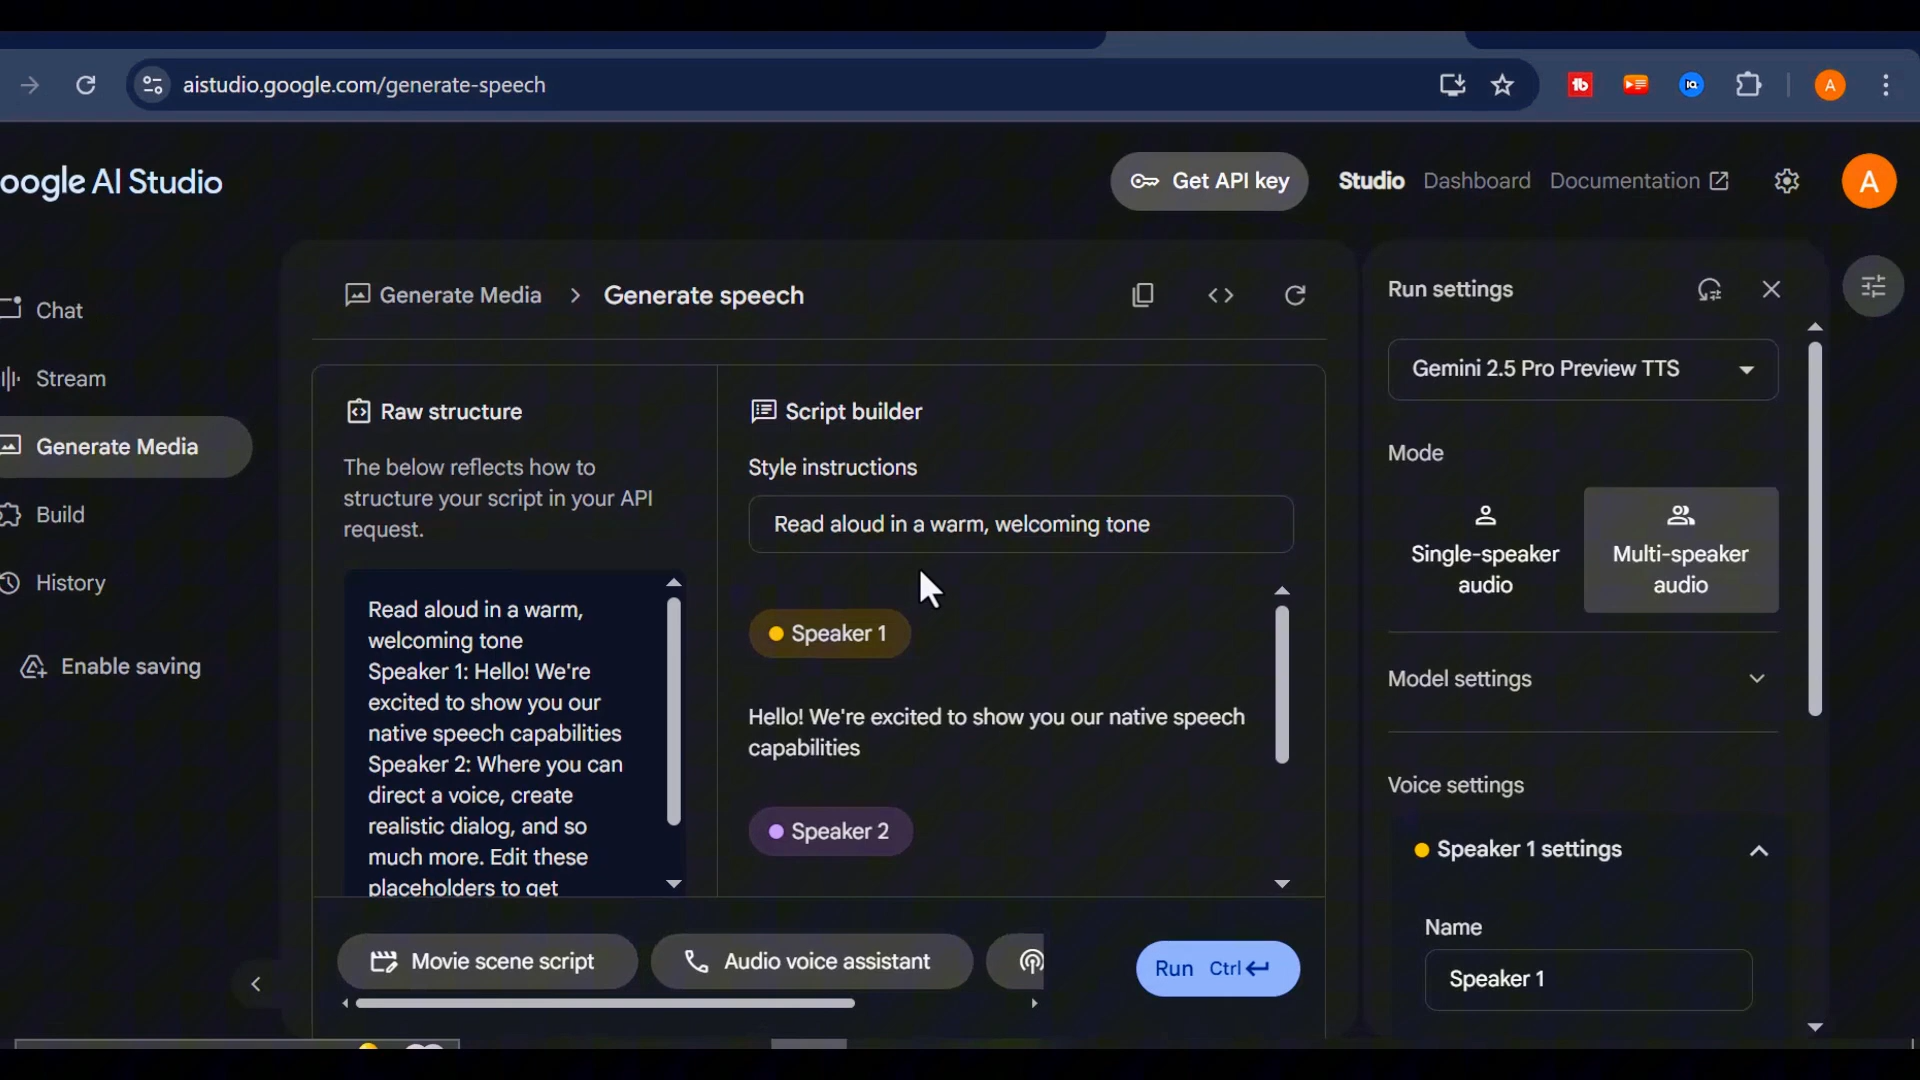 aistudio.google.com/generate-speech
A
oogle AI Studio
Get API key
Studio
Dashboard
Documentation
A
Chat
Stream
Generate Media
Build
History
Enable saving
Generate Media > Generate speech
Raw structure
The below reflects how to
structure your script in your API
request.
Read aloud in a warm,
welcoming tone
Speaker 1: Hello! We're
excited to show you our
native speech capabilities
Speaker 2: Where you can
direct a voice, create
realistic dialog, and so
much more. Edit these
placeholders to get
Script builder
Style instructions
Read aloud in a warm, welcoming tone
Speaker 1
Hello! We're excited to show you our native speech
capabilities
Speaker 2
Movie scene script
Audio voice assistant
Run Ctrl
Run settings
Gemini 2.5 Pro Preview TTS
Mode
Single-speaker
audio
Multi-speaker
audio
Model settings
Voice settings
Speaker 1 settings
Name
Speaker 1